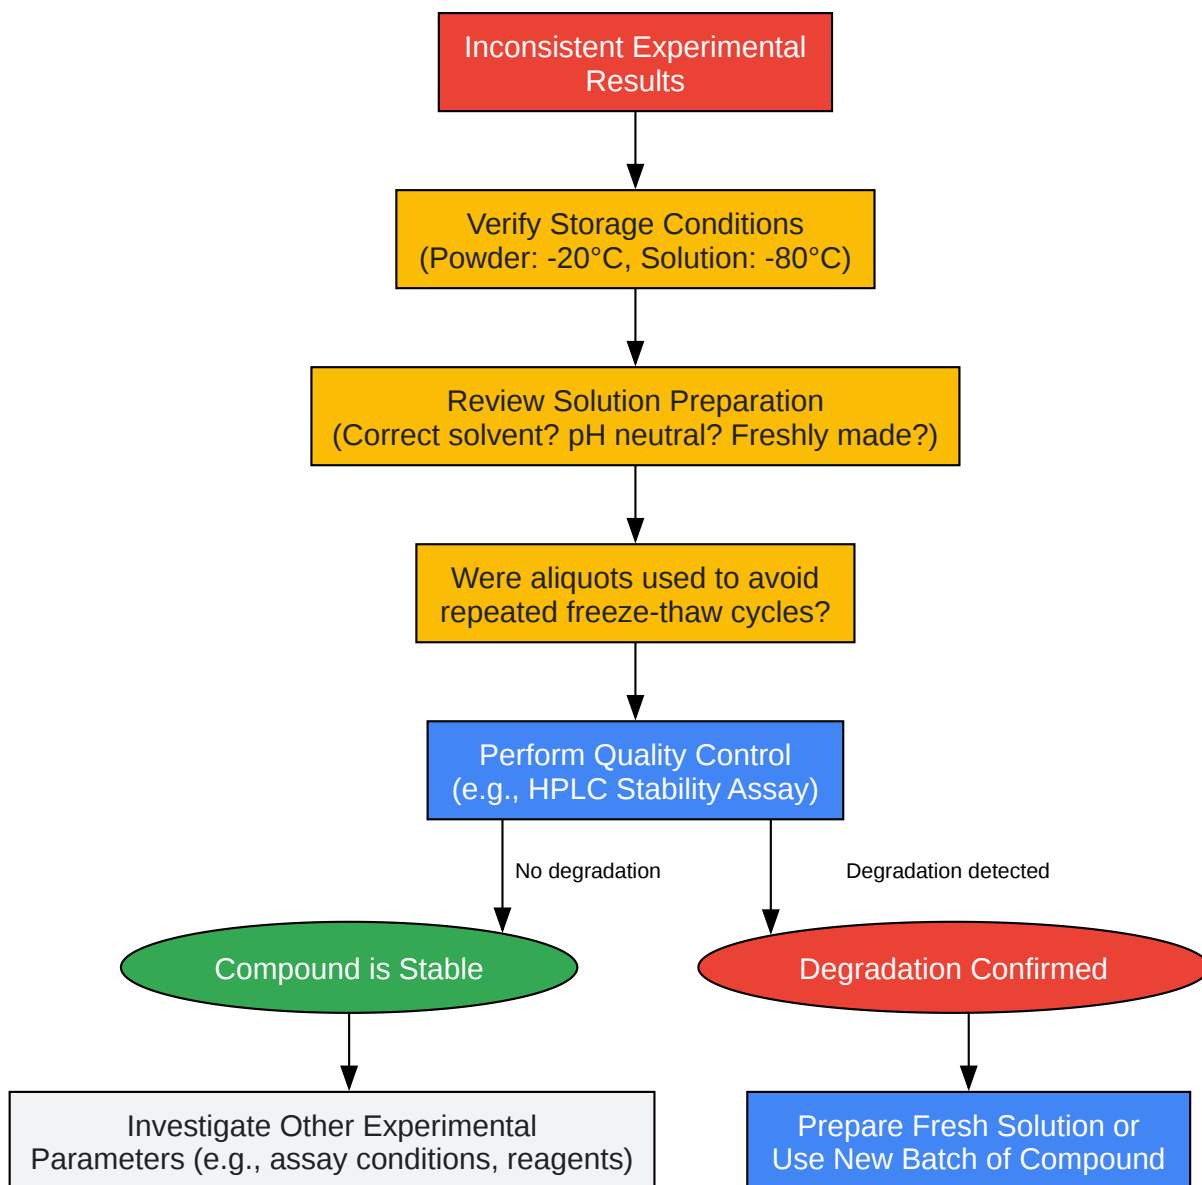 Inconsistent Experimental
Results
Verify Storage Conditions
(Powder: -20°C, Solution: -80°C)
Review Solution Preparation
(Correct solvent? pH neutral? Freshly made?)
Were aliquots used to avoid
repeated freeze-thaw cycles?
Perform Quality Control
(e.g., HPLC Stability Assay)
No degradation
Degradation detected
Compound is Stable
Degradation Confirmed
Investigate Other Experimental
Parameters (e.g., assay conditions, reagents)
Prepare Fresh Solution or
Use New Batch of Compound